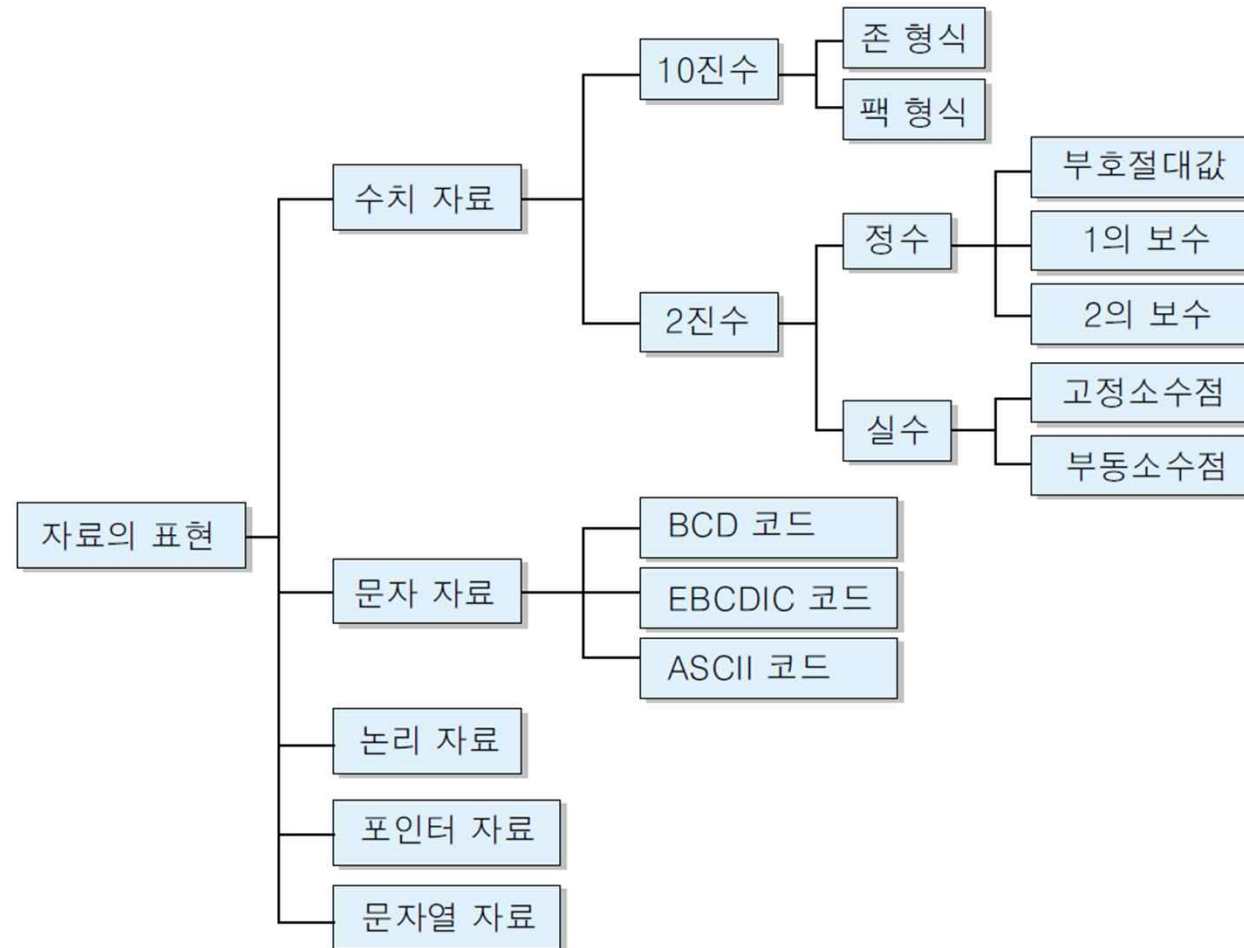 존 형식
10진수
팩 형식
부호절대값
수치 자료
정수
1의 보수
2진수
2의 보수
고정소수점
실수
부동소수점
자료의 표현
BCD 코드
문자 자료
EBCDIC 코드
ASCII 코드
논리 자료
포인터 자료
문자열 자료